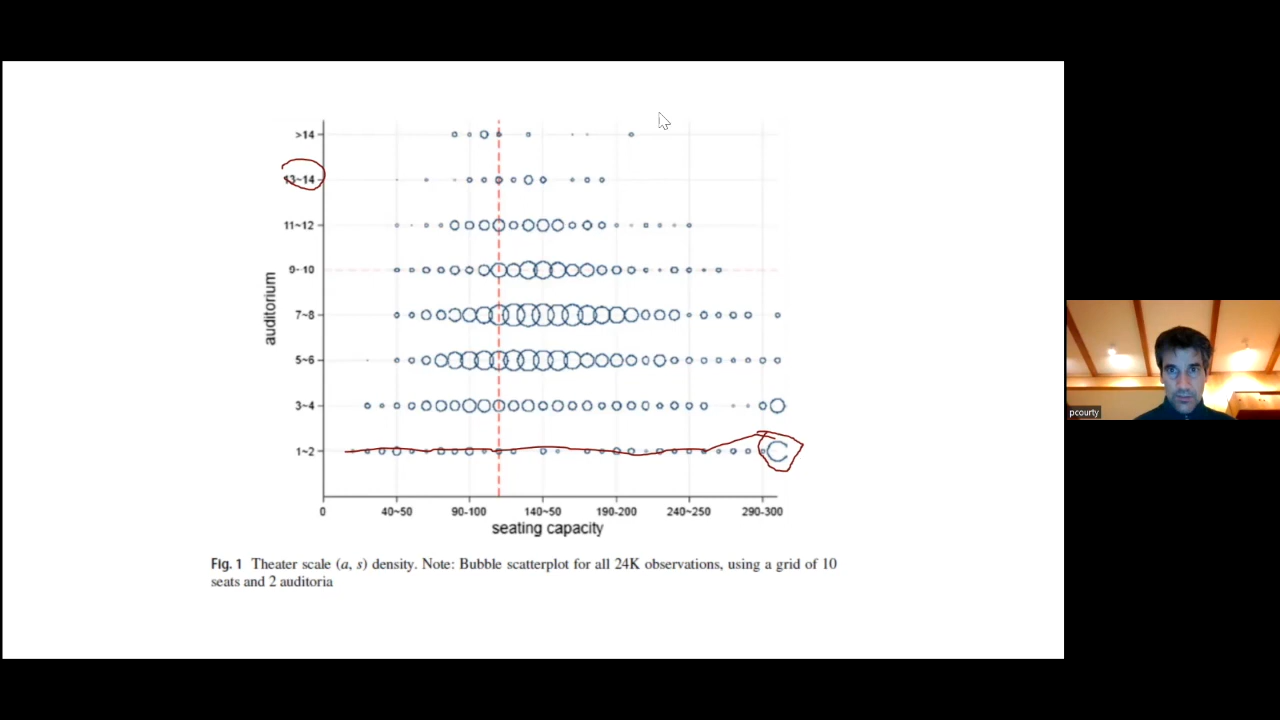 >14
13~14
11~12
9~10
7~8
5~6
3~4
1~2
auditorium
0 40~50 90-100 140~50 190-200 240~250 290-300
seating capacity
Fig. 1 Theater scale (a, s) density. Note: Bubble scatterplot for all 24K observations, using a grid of 10
seats and 2 auditoria
pcourty